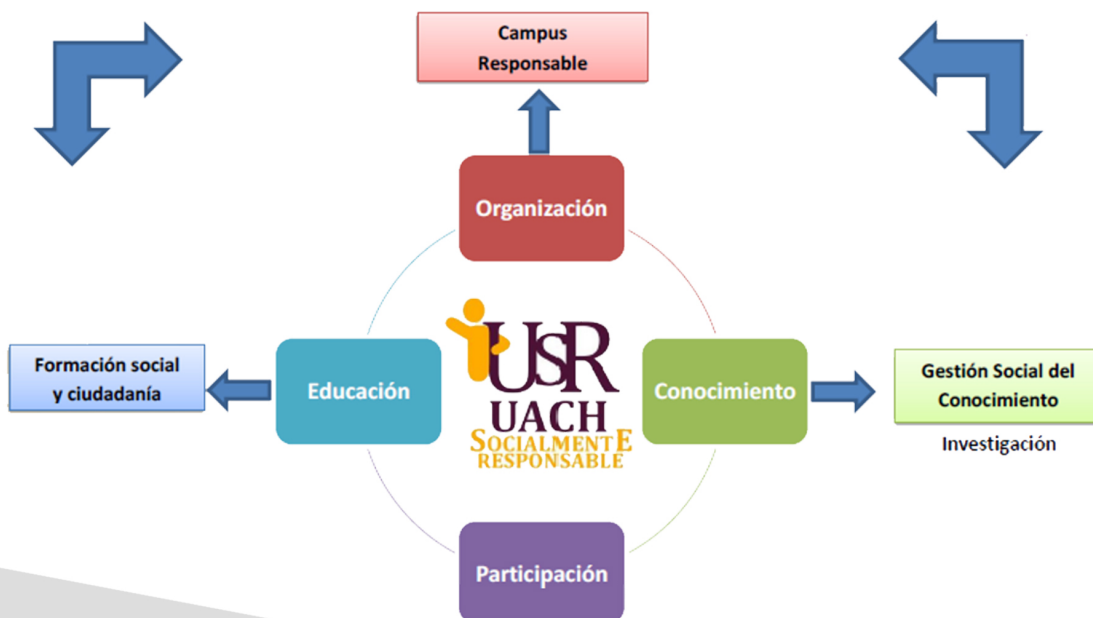 Campus
Responsable
Organización
Formación social
y ciudadanía
Educación
USR
UACH
SOCIALMENTE
RESPONSABLE
Conocimiento
Gestión Social del
Conocimiento
Investigación
Participación